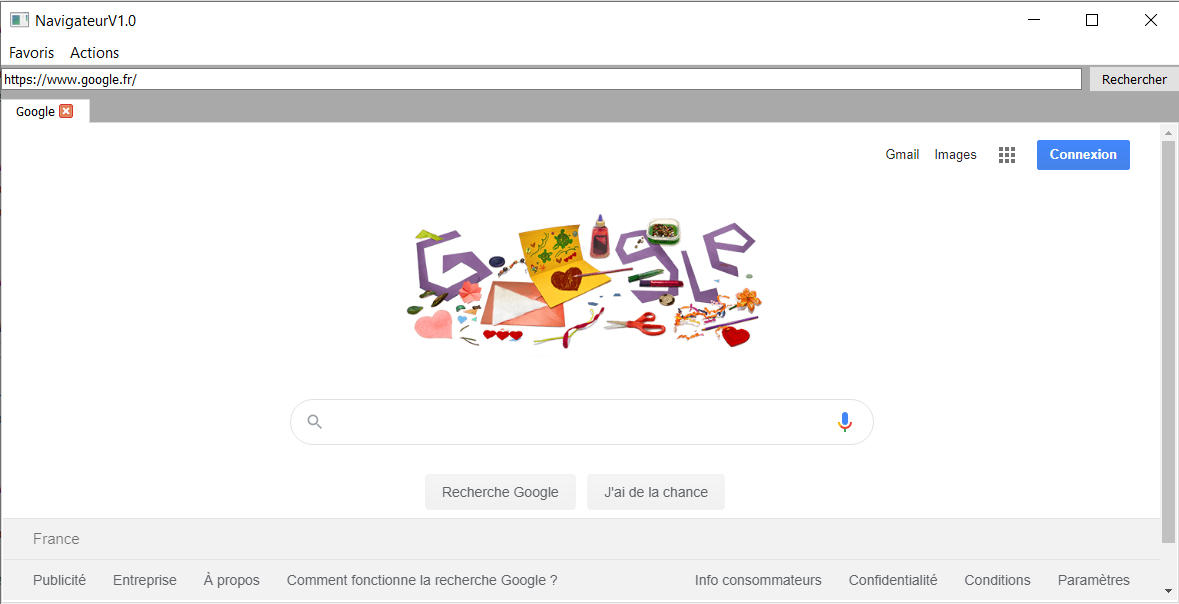 NavigateurV1.0
Favoris Actions
https://www.google.fr/ Rechercher
Google
Gmail Images Connexion
Google
Recherche Google J'ai de la chance
France
Publicité Entreprise À propos Comment fonctionne la recherche Google ? Info consommateurs Confidentialité Conditions Paramètres